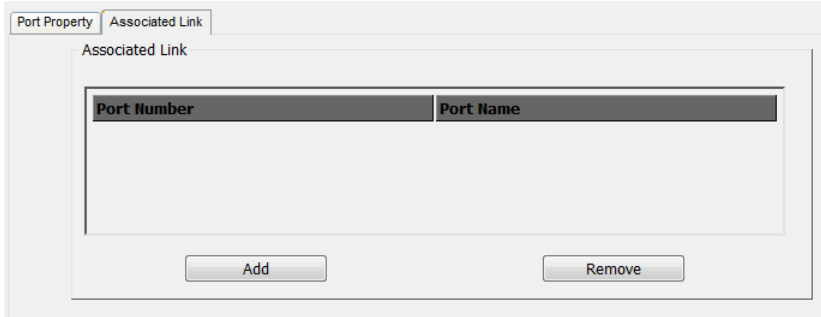 Port Property Associated Link
Associated Link
Port Number Port Name
Add Remove